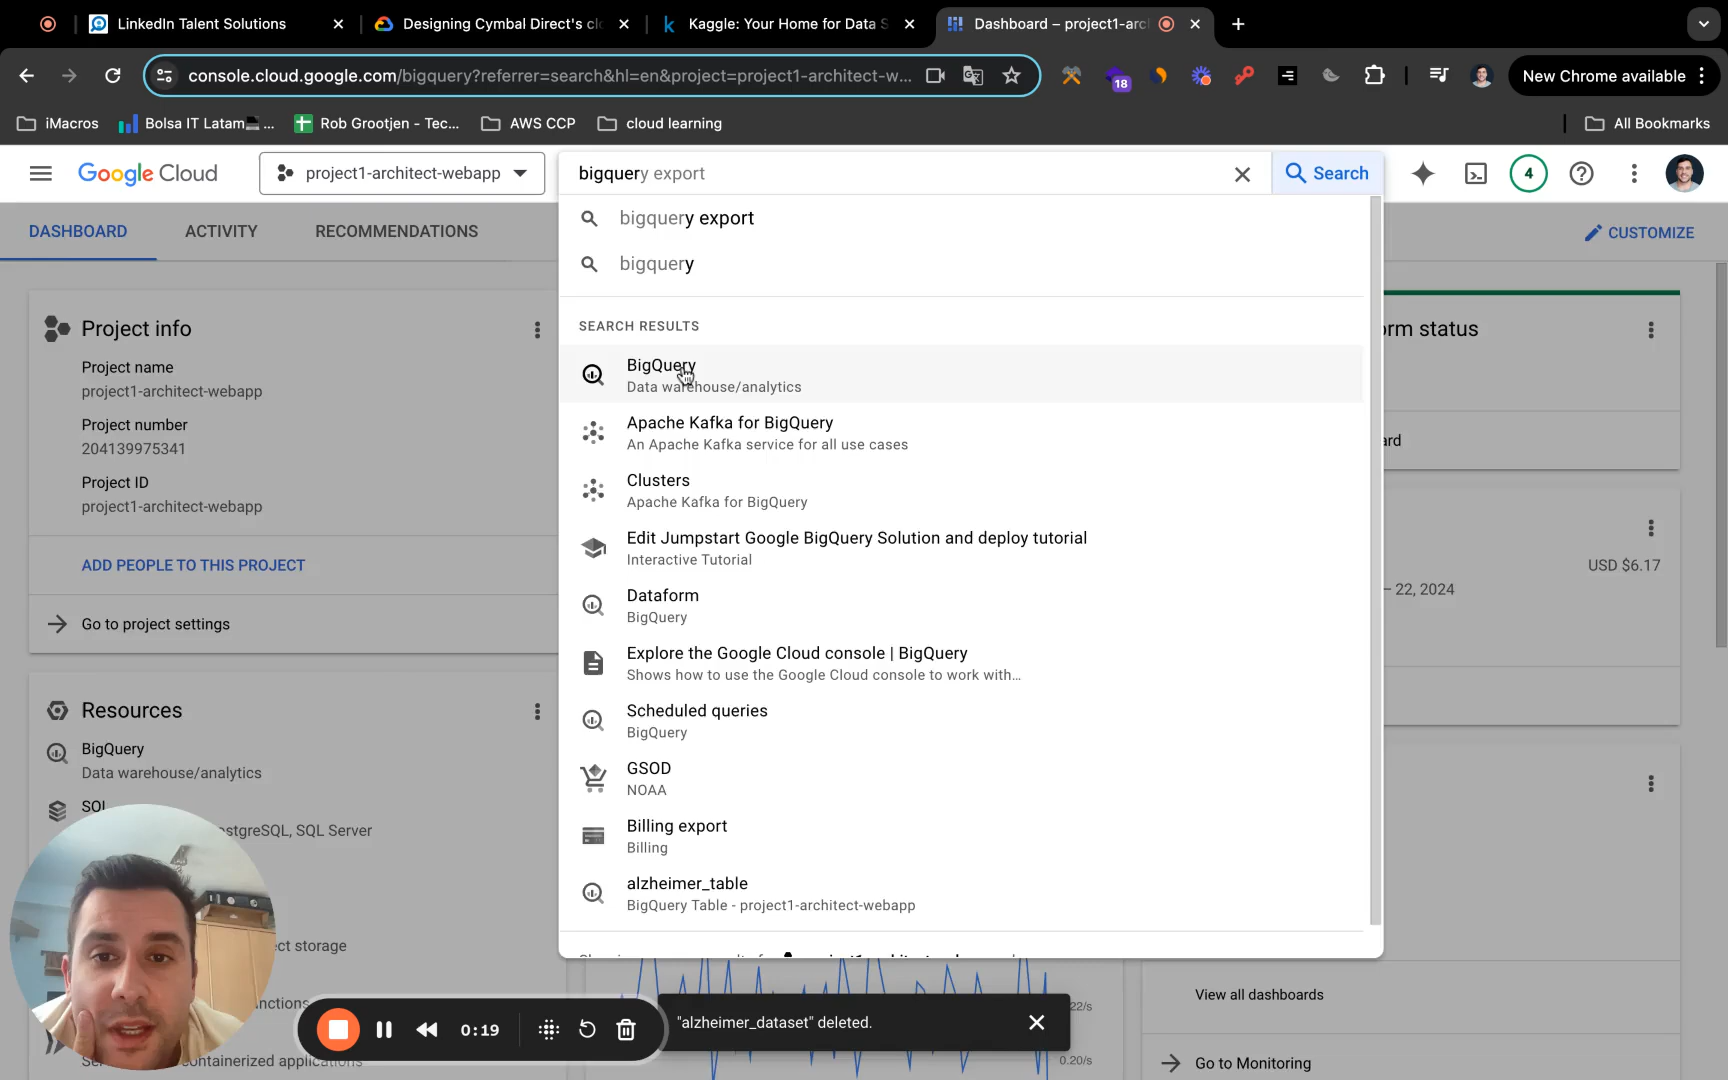 LinkedIn Talent Solutions
Designing Cymbal Direct's clo
Kaggle: Your Home for Data S
Dashboard – project1-arc
console.cloud.google.com/bigquery?referrer=search&hl=en&project=project1-architect-w...
18
New Chrome available
iMacros
Bolsa IT Latam ...
Rob Grootjen - Tec...
AWS CCP
cloud learning
All Bookmarks
Google Cloud
project1-architect-webapp
bigquery export
Search
4
DASHBOARD
ACTIVITY
RECOMMENDATIONS
CUSTOMIZE
bigquery export
bigquery
SEARCH RESULTS
BigQuery
Data warehouse/analytics
Apache Kafka for BigQuery
An Apache Kafka service for all use cases
Clusters
Apache Kafka for BigQuery
Edit Jumpstart Google BigQuery Solution and deploy tutorial
Interactive Tutorial
Dataform
BigQuery
Explore the Google Cloud console | BigQuery
Shows how to use the Google Cloud console to work with...
Scheduled queries
BigQuery
GSOD
NOAA
Billing export
Billing
alzheimer_table
BigQuery Table - project1-architect-webapp
Project info
Project name
project1-architect-webapp
Project number
204139975341
Project ID
project1-architect-webapp
ADD PEOPLE TO THIS PROJECT
Go to project settings
Resources
BigQuery
Data warehouse/analytics
SQL
stgreSQL, SQL Server
ct storage
nctions
containerized applications
rm status
ard
USD $6.17
– 22, 2024
View all dashboards
Go to Monitoring
22/s
0.20/s
0:19
"alzheimer_dataset" deleted.